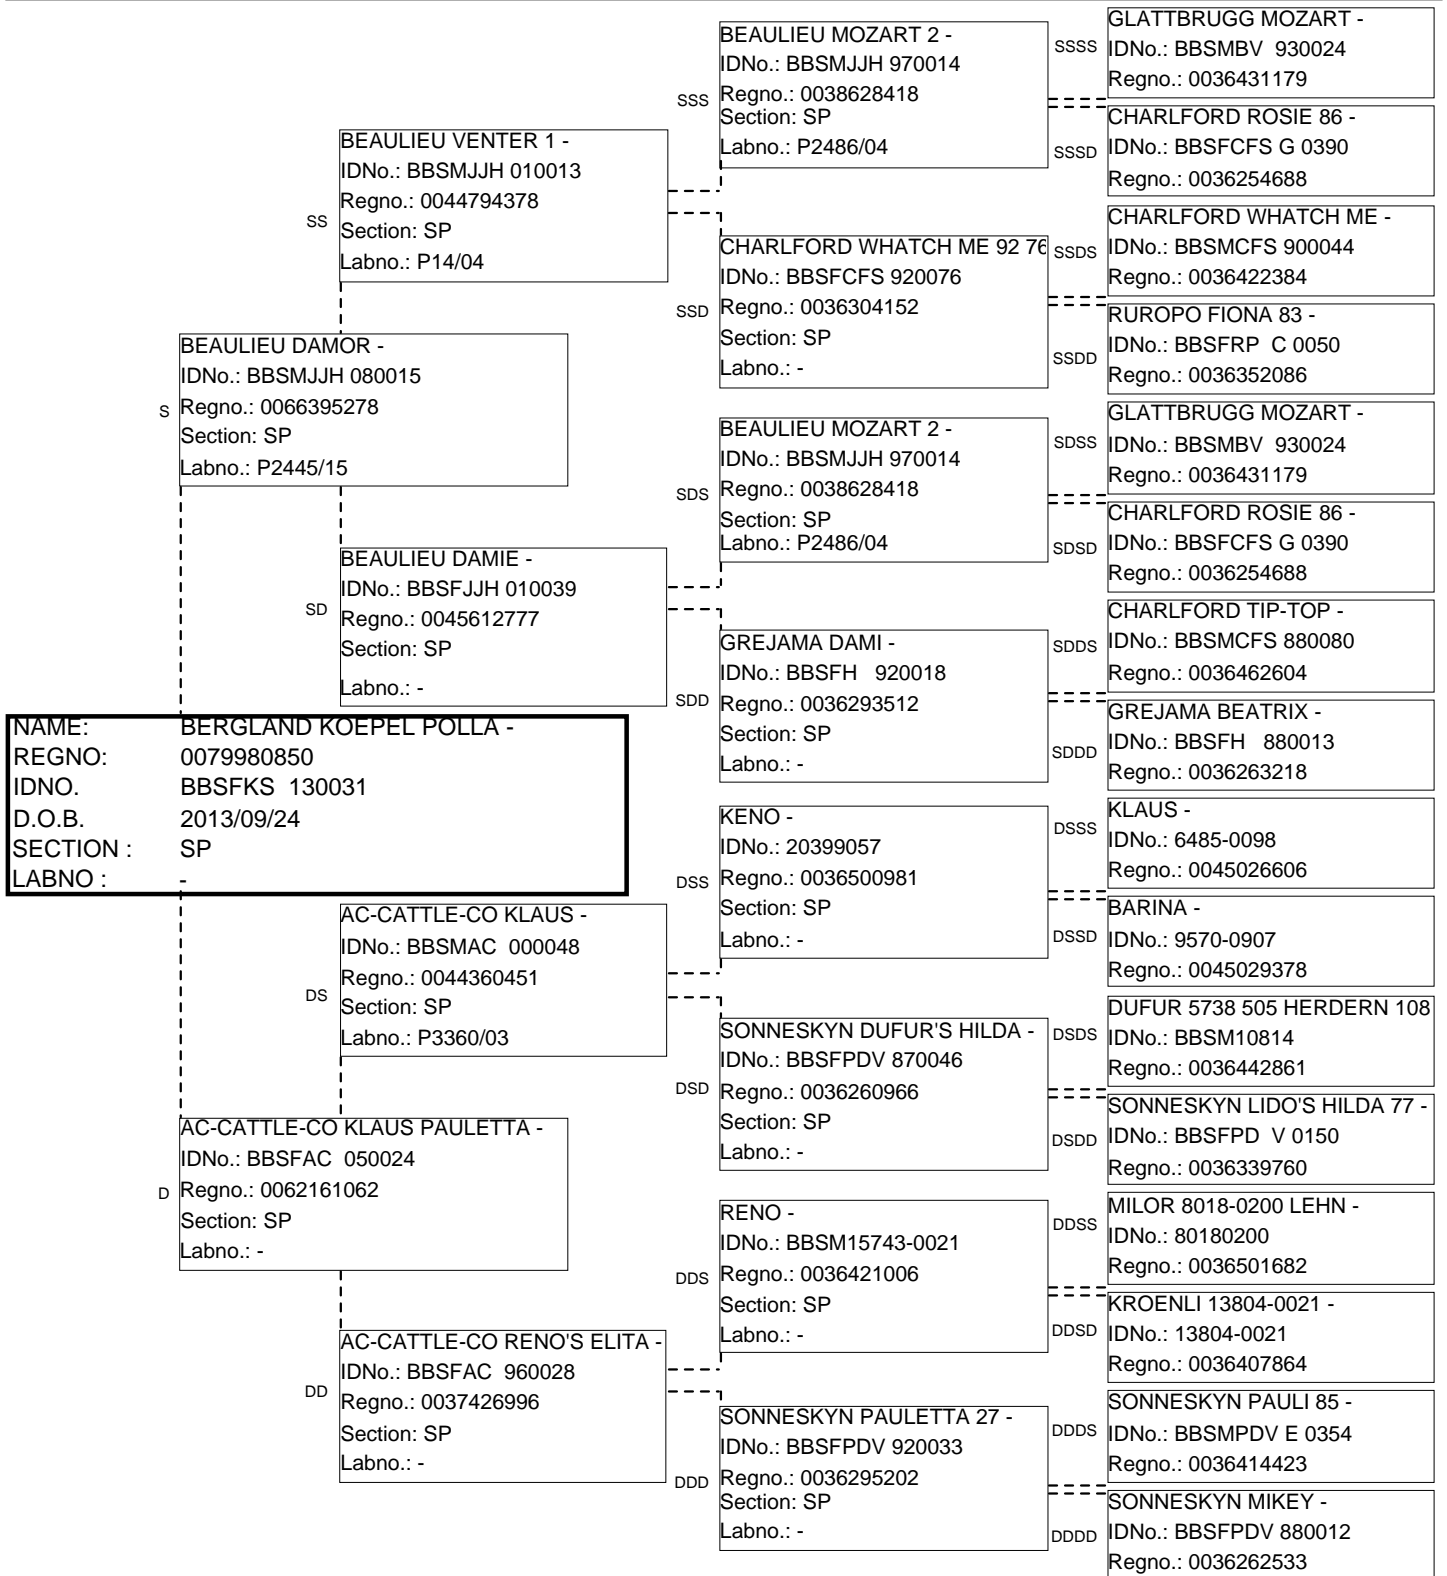 NAME: BERGLAND KOEPEL POLLA -
REGNO: 0079980850
IDNO. BBSFKS 130031
D.O.B. 2013/09/24
SECTION : SP
LABNO : -
S
BEAULIEU DAMOR -
IDNo.: BBSMJJH 080015
Regno.: 0066395278
Section: SP
Labno.: P2445/15
D
AC-CATTLE-CO KLAUS PAULETTA -
IDNo.: BBSFAC 050024
Regno.: 0062161062
Section: SP
Labno.: -
SS
BEAULIEU VENTER 1 -
IDNo.: BBSMJJH 010013
Regno.: 0044794378
Section: SP
Labno.: P14/04
SD
BEAULIEU DAMIE -
IDNo.: BBSFJJH 010039
Regno.: 0045612777
Section: SP
Labno.: -
DS
AC-CATTLE-CO KLAUS -
IDNo.: BBSMAC 000048
Regno.: 0044360451
Section: SP
Labno.: P3360/03
DD
AC-CATTLE-CO RENO'S ELITA -
IDNo.: BBSFAC 960028
Regno.: 0037426996
Section: SP
Labno.: -
SSS
BEAULIEU MOZART 2 -
IDNo.: BBSMJJH 970014
Regno.: 0038628418
Section: SP
Labno.: P2486/04
SSD
CHARLFORD WHATCH ME 92 76
IDNo.: BBSFCFS 920076
Regno.: 0036304152
Section: SP
Labno.: -
SDS
BEAULIEU MOZART 2 -
IDNo.: BBSMJJH 970014
Regno.: 0038628418
Section: SP
Labno.: P2486/04
SDD
GREJAMA DAMI -
IDNo.: BBSFH 920018
Regno.: 0036293512
Section: SP
Labno.: -
DSS
KENO -
IDNo.: 20399057
Regno.: 0036500981
Section: SP
Labno.: -
DSD
SONNESKYN DUFUR'S HILDA -
IDNo.: BBSFPDV 870046
Regno.: 0036260966
Section: SP
Labno.: -
DDS
RENO -
IDNo.: BBSM15743-0021
Regno.: 0036421006
Section: SP
Labno.: -
DDD
SONNESKYN PAULETTA 27 -
IDNo.: BBSFPDV 920033
Regno.: 0036295202
Section: SP
Labno.: -
SSSS
GLATTBRUGG MOZART -
IDNo.: BBSMBV 930024
Regno.: 0036431179
SSSD
CHARLFORD ROSIE 86 -
IDNo.: BBSFCFS G 0390
Regno.: 0036254688
SSDS
CHARLFORD WHATCH ME -
IDNo.: BBSMCFS 900044
Regno.: 0036422384
SSDD
RUROPO FIONA 83 -
IDNo.: BBSFRP C 0050
Regno.: 0036352086
SDSS
GLATTBRUGG MOZART -
IDNo.: BBSMBV 930024
Regno.: 0036431179
SDSD
CHARLFORD ROSIE 86 -
IDNo.: BBSFCFS G 0390
Regno.: 0036254688
SDDS
CHARLFORD TIP-TOP -
IDNo.: BBSMCFS 880080
Regno.: 0036462604
SDDD
GREJAMA BEATRIX -
IDNo.: BBSFH 880013
Regno.: 0036263218
DSSS
KLAUS -
IDNo.: 6485-0098
Regno.: 0045026606
DSSD
BARINA -
IDNo.: 9570-0907
Regno.: 0045029378
DSDS
DUFUR 5738 505 HERDERN 108
IDNo.: BBSM10814
Regno.: 0036442861
DSDD
SONNESKYN LIDO'S HILDA 77 -
IDNo.: BBSFPD V 0150
Regno.: 0036339760
DDSS
MILOR 8018-0200 LEHN -
IDNo.: 80180200
Regno.: 0036501682
DDSD
KROENLI 13804-0021 -
IDNo.: 13804-0021
Regno.: 0036407864
DDDS
SONNESKYN PAULI 85 -
IDNo.: BBSMPDV E 0354
Regno.: 0036414423
DDDD
SONNESKYN MIKEY -
IDNo.: BBSFPDV 880012
Regno.: 0036262533